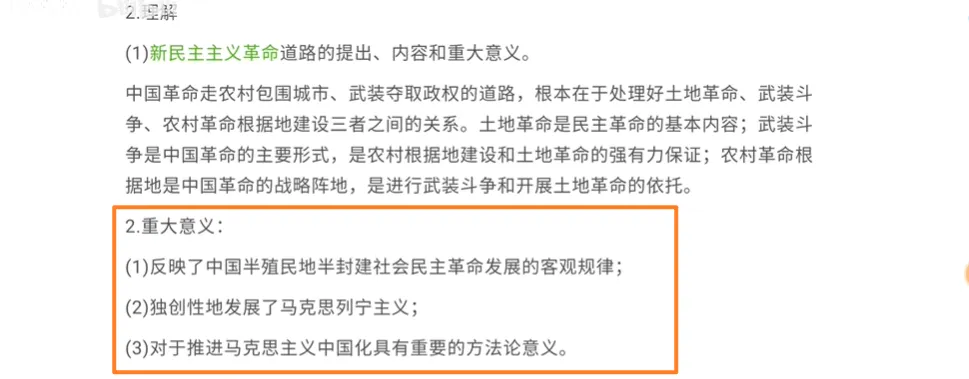 2.理解
(1)新民主主义革命道路的提出、内容和重大意义。
中国革命走农村包围城市、武装夺取政权的道路，根本在于处理好土地革命、武装斗
争、农村革命根据地建设三者之间的关系。土地革命是民主革命的基本内容；武装斗
争是中国革命的主要形式，是农村根据地建设和土地革命的强有力保证；农村革命根
据地是中国革命的战略阵地，是进行武装斗争和开展土地革命的依托。
2.重大意义：
(1)反映了中国半殖民地半封建社会民主革命发展的客观规律；
(2)独创性地发展了马克思列宁主义；
(3)对于推进马克思主义中国化具有重要的方法论意义。